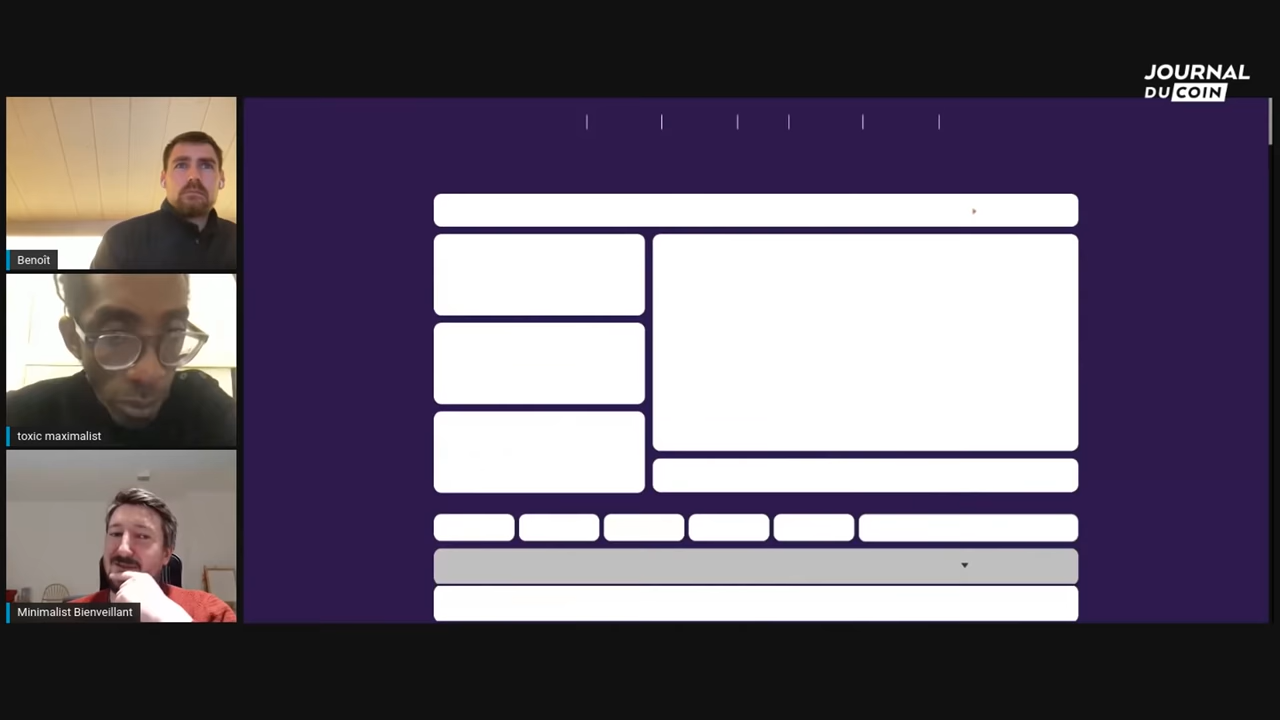 JOURNAL
DU COIN
Benoît
toxic maximalist
Minimalist Bienveillant